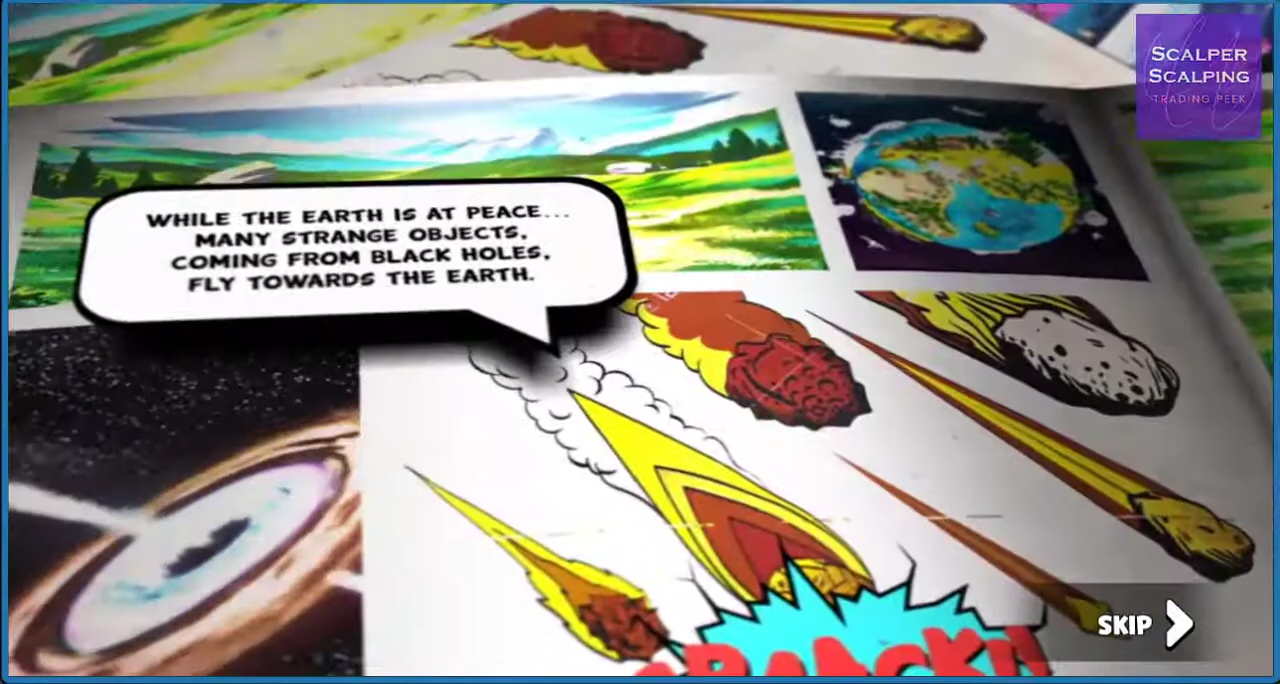 SCALPER
SCALPING
TRADING PEEK
WHILE THE EARTH IS AT PEACE...
MANY STRANGE OBJECTS,
COMING FROM BLACK HOLES,
FLY TOWARDS THE EARTH.
SKIP